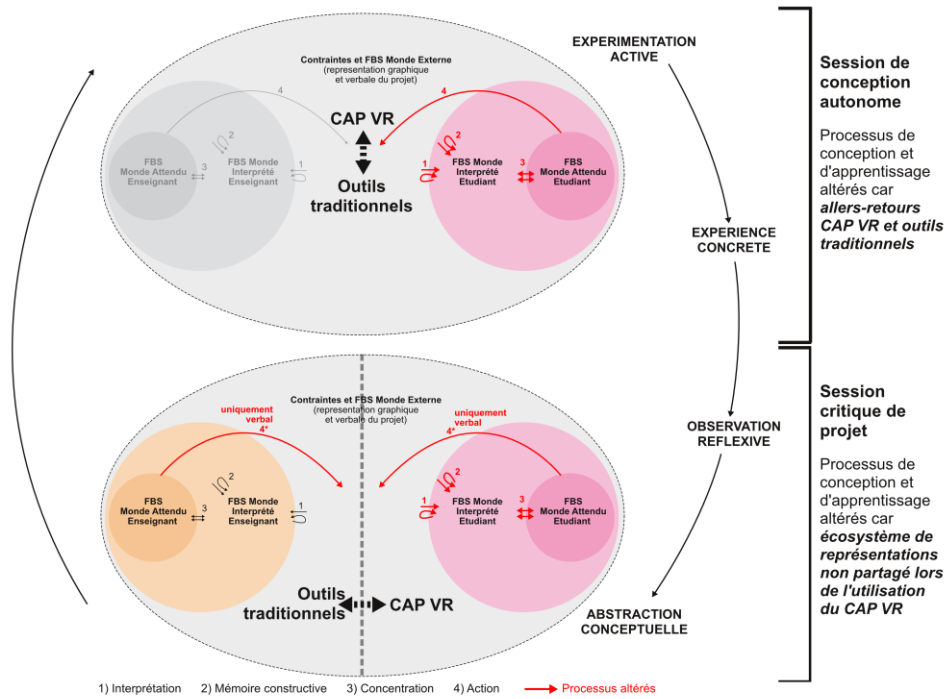 EXPERIMENTATION
ACTIVE
Contraintes et FBS Monde Externe
(representation graphique
et verbale du projet)
4
CAP VR
4
2
FBS
Monde Attendu
Enseignant
3
FBS Monde
Interprété
Enseignant
1
Outils
traditionnels
2
1
FBS Monde
Interprété
Etudiant
3
FBS
Monde Attendu
Etudiant
EXPERIENCE
CONCRETE
Session de
conception
autonome
Processus de
conception et
d'apprentissage
altérés car
allers-retours
CAP VR et outils
traditionnels
Contraintes et FBS Monde Externe
(representation graphique
et verbale du projet)
uniquement
verbal
4*
uniquement
verbal
4*
2
FBS
Monde Attendu
Enseignant
3
FBS Monde
Interprété
Enseignant
1
2
1
FBS Monde
Interprété
Etudiant
3
FBS
Monde Attendu
Etudiant
Outils
traditionnels
CAP VR
OBSERVATION
REFLEXIVE
ABSTRACTION
CONCEPTUELLE
Session
critique de
projet
Processus de
conception et
d'apprentissage
altérés car
écosystème de
représentations
non partagé lors
de l'utilisation
du CAP VR
1) Interprétation 2) Mémoire constructive 3) Concentration 4) Action Processus altérés